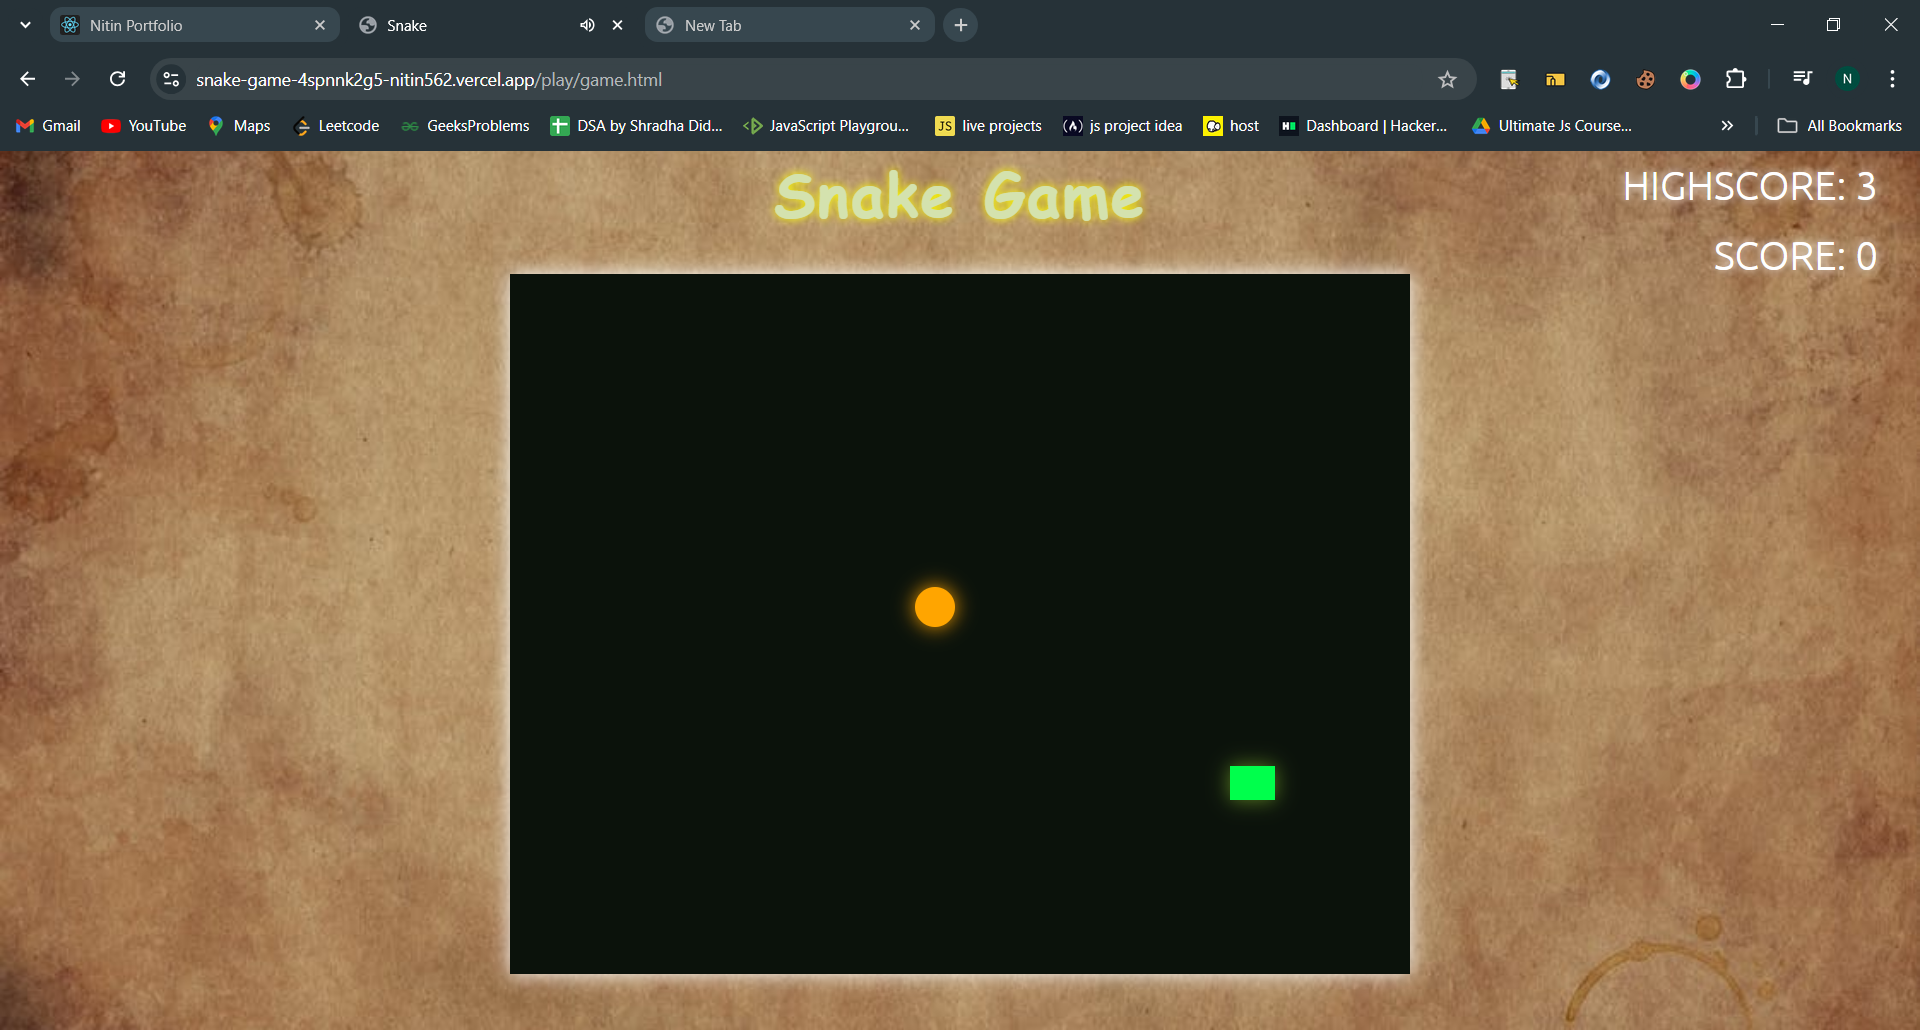 Nitin Portfolio
Snake
New Tab
snake-game-4spnnk2g5-nitin562.vercel.app/play/game.html
N
Gmail YouTube Maps Leetcode GeeksProblems DSA by Shradha Did... JavaScript Playgrou... JS live projects js project idea host Dashboard | Hacker... Ultimate Js Course... All Bookmarks
Snake Game
HIGHSCORE: 3
SCORE: 0